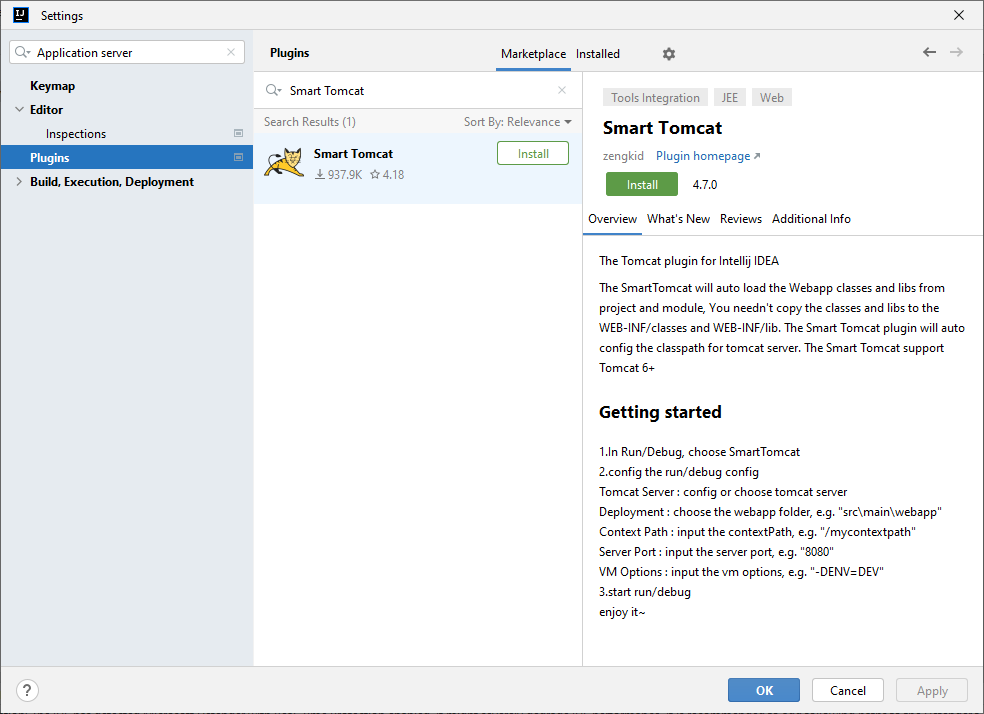 Settings
Application server
Keymap
Editor
Inspections
Plugins
Build, Execution, Deployment
Plugins
Marketplace
Installed
Smart Tomcat
Search Results (1)
Sort By: Relevance
Smart Tomcat
937.9K
4.18
Install
Tools Integration
JEE
Web
Smart Tomcat
zengkid
Plugin homepage
Install
4.7.0
Overview
What's New
Reviews
Additional Info
The Tomcat plugin for Intellij IDEA
The SmartTomcat will auto load the Webapp classes and libs from
project and module, You needn't copy the classes and libs to the
WEB-INF/classes and WEB-INF/lib. The Smart Tomcat plugin will auto
config the classpath for tomcat server. The Smart Tomcat support
Tomcat 6+
Getting started
1.In Run/Debug, choose SmartTomcat
2.config the run/debug config
Tomcat Server : config or choose tomcat server
Deployment : choose the webapp folder, e.g. "src\main\webapp"
Context Path : input the contextPath, e.g. "/mycontextpath"
Server Port : input the server port, e.g. "8080"
VM Options : input the vm options, e.g. "-DENV=DEV"
3.start run/debug
enjoy it~
?
OK
Cancel
Apply